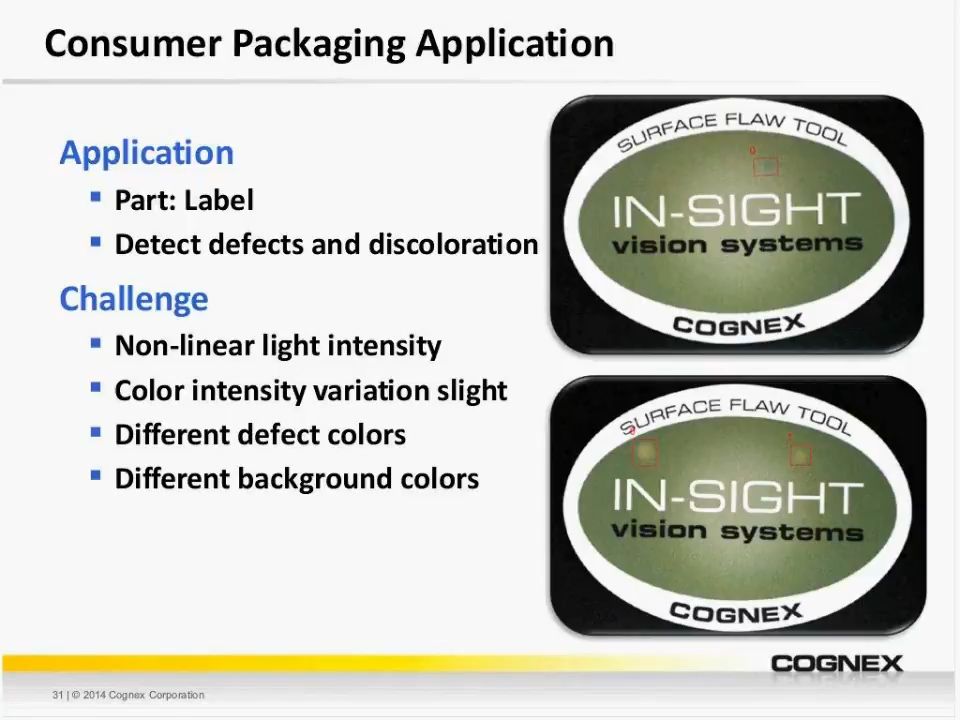 Consumer Packaging Application
Application
▪ Part: Label
▪ Detect defects and discoloration
Challenge
▪ Non-linear light intensity
▪ Color intensity variation slight
▪ Different defect colors
▪ Different background colors
SURFACE FLAW TOOL
0
IN-SIGHT
vision systems
COGNEX
SURFACE FLAW TOOL
IN-SIGHT
vision systems
COGNEX
COGNEX
31 | © 2014 Cognex Corporation